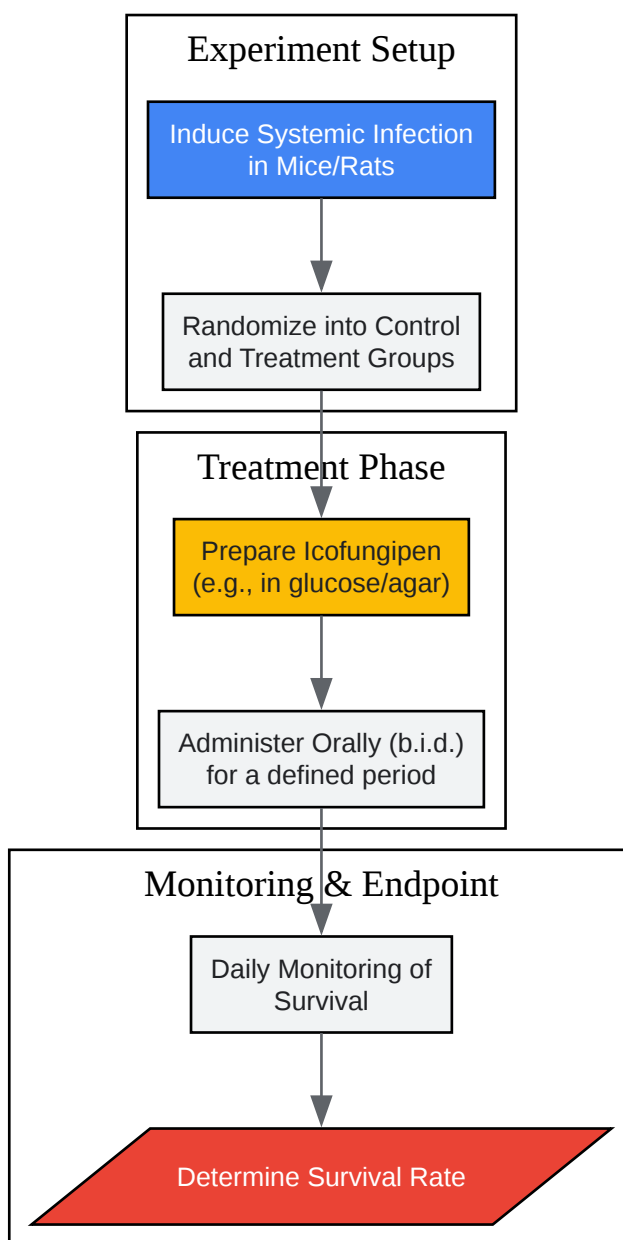 Experiment Setup
Induce Systemic Infection
in Mice/Rats
Randomize into Control
and Treatment Groups
Treatment Phase
Prepare Icofungipen
(e.g., in glucose/agar)
Administer Orally (b.i.d.)
for a defined period
Monitoring & Endpoint
Daily Monitoring of
Survival
Determine Survival Rate